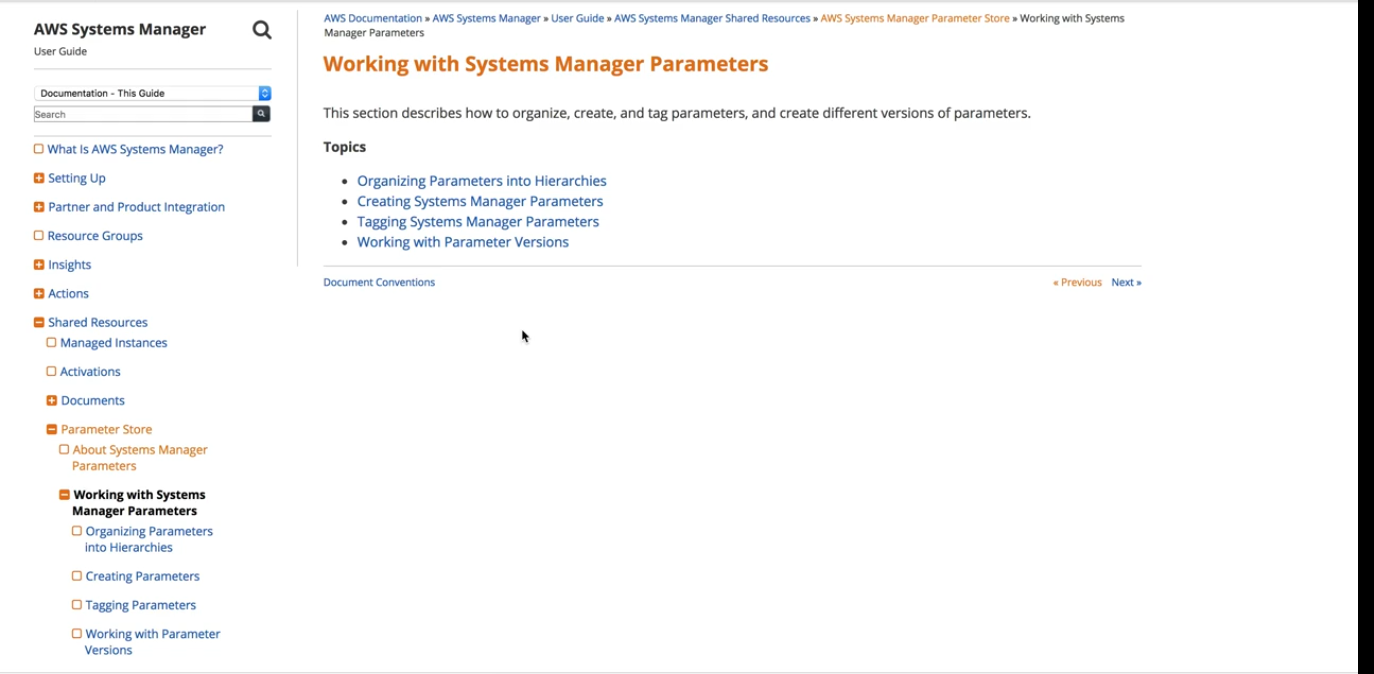 AWS Systems Manager
User Guide
Documentation - This Guide
Search
What Is AWS Systems Manager?
Setting Up
Partner and Product Integration
Resource Groups
Insights
Actions
Shared Resources
Managed Instances
Activations
Documents
Parameter Store
About Systems Manager
Parameters
Working with Systems
Manager Parameters
Organizing Parameters
into Hierarchies
Creating Parameters
Tagging Parameters
Working with Parameter
Versions
AWS Documentation » AWS Systems Manager » User Guide » AWS Systems Manager Shared Resources » AWS Systems Manager Parameter Store » Working with Systems
Manager Parameters
Working with Systems Manager Parameters
This section describes how to organize, create, and tag parameters, and create different versions of parameters.
Topics
• Organizing Parameters into Hierarchies
• Creating Systems Manager Parameters
• Tagging Systems Manager Parameters
• Working with Parameter Versions
Document Conventions
« Previous Next »